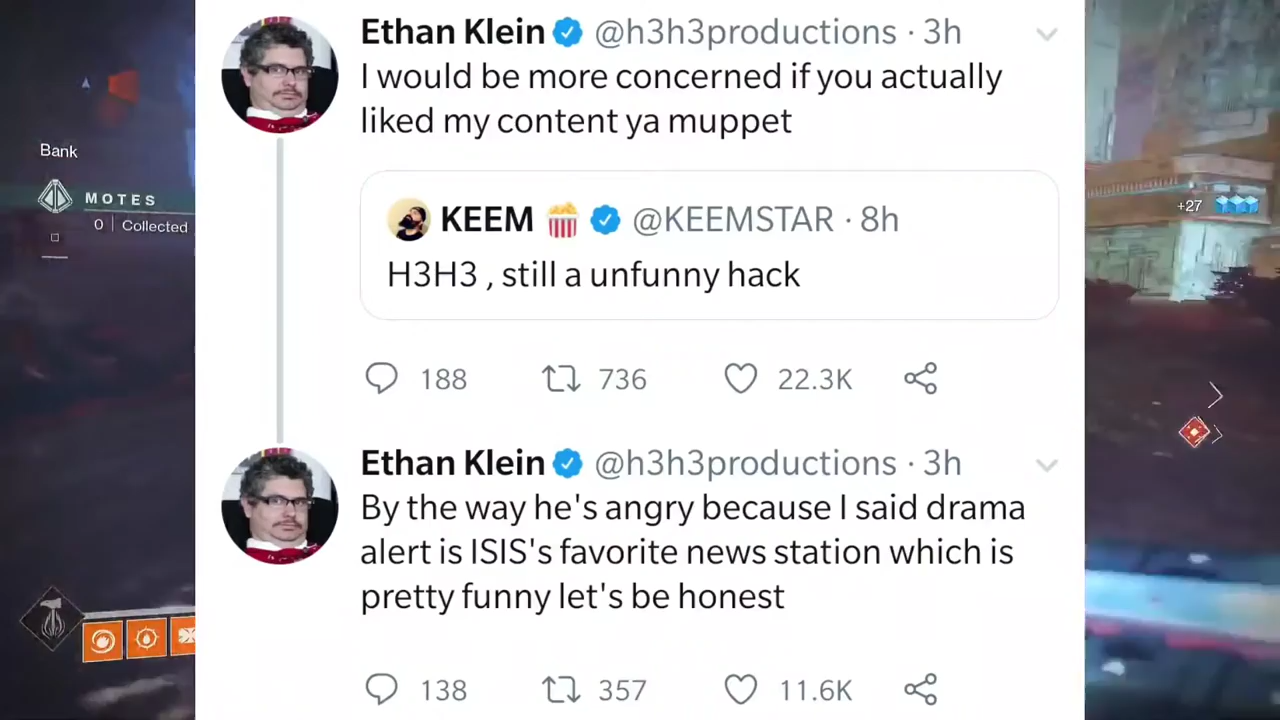 Ethan Klein @h3h3productions · 3h
I would be more concerned if you actually
liked my content ya muppet
Bank
MOTES
0 | Collected
KEEM 🍿 @KEEMSTAR · 8h
H3H3 , still a unfunny hack
+27
188 736 22.3K
Ethan Klein @h3h3productions · 3h
By the way he's angry because I said drama
alert is ISIS's favorite news station which is
pretty funny let's be honest
138 357 11.6K